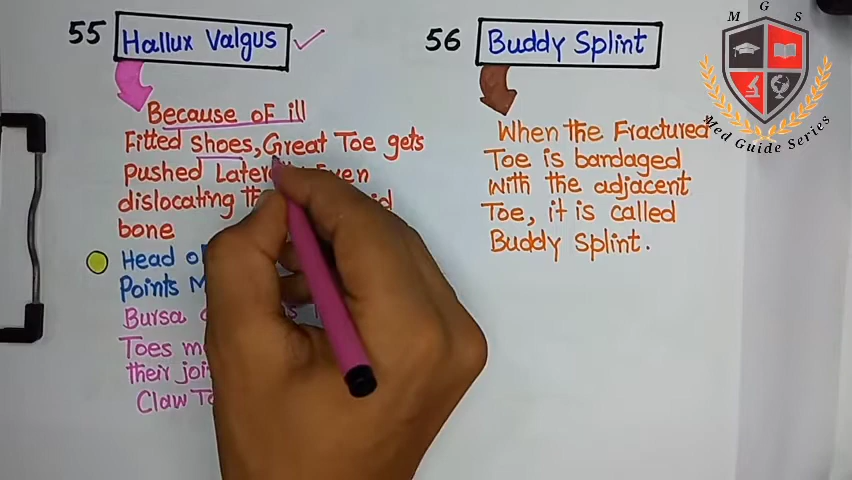 55 Hallux Valgus
Because of ill
Fitted shoes, Great Toe gets
Pushed
dislocating
bone
Head
Points
Bursa
Toes
their
Claw
56 Buddy Splint
When the Fractured
Toe is bandaged
with the adjacent
Toe, it is called
Buddy Splint.
M G S
Med Guide Series